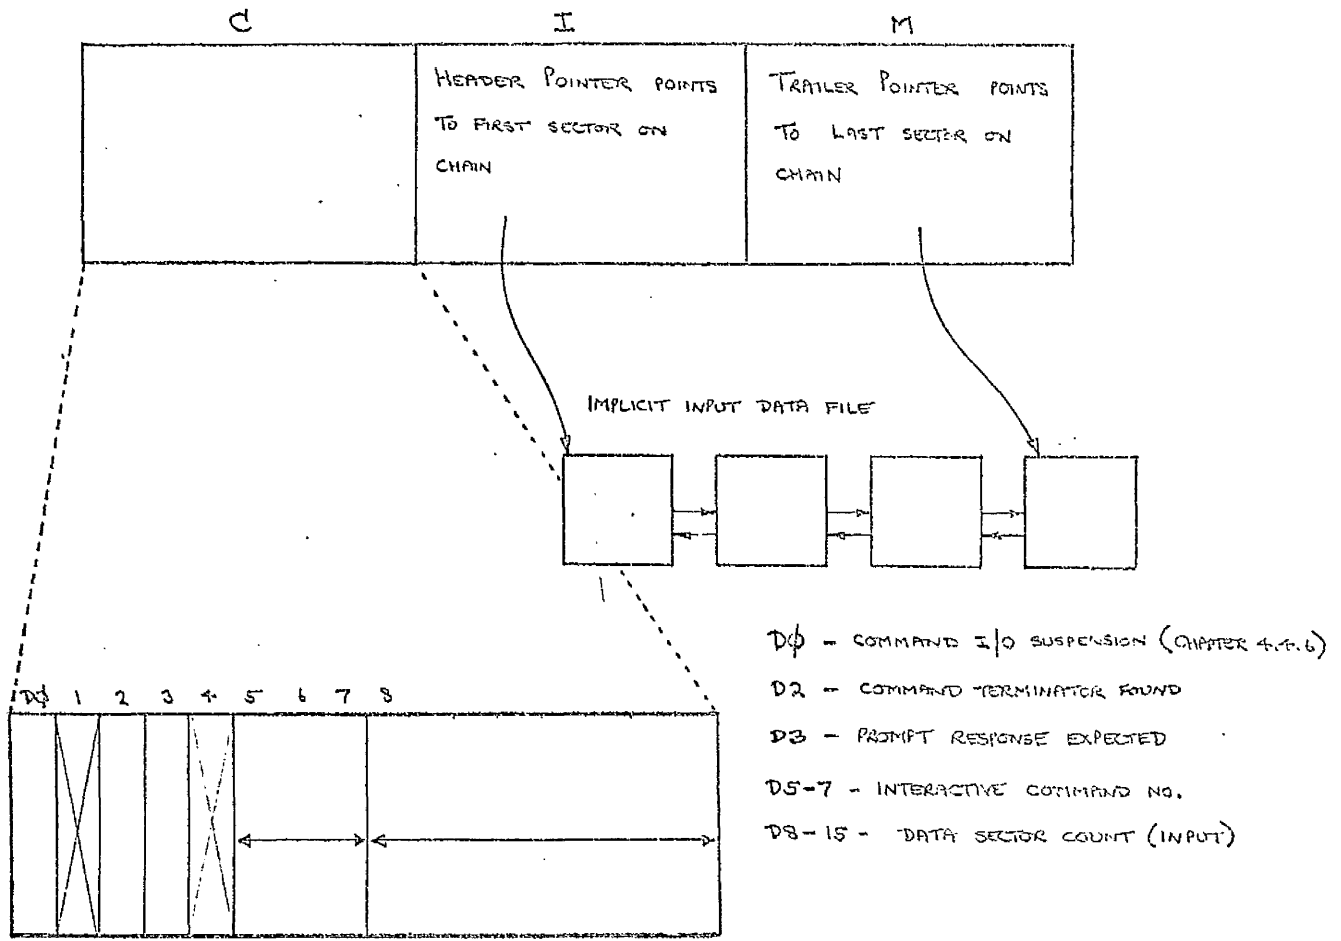 C I M
HEADER POINTER POINTS
TO FIRST SECTOR ON
CHAIN
TRAILER POINTER POINTS
TO LAST SECTOR ON
CHAIN
IMPLICIT INPUT DATA FILE
DØ 1 2 3 4 5 6 7 8
DØ - COMMAND I/O SUSPENSION (CHAPTER 4.4.6)
D2 - COMMAND TERMINATOR FOUND
D3 - PROMPT RESPONSE EXPECTED
D5-7 - INTERACTIVE COMMAND NO.
D8-15 - DATA SECTOR COUNT (INPUT)